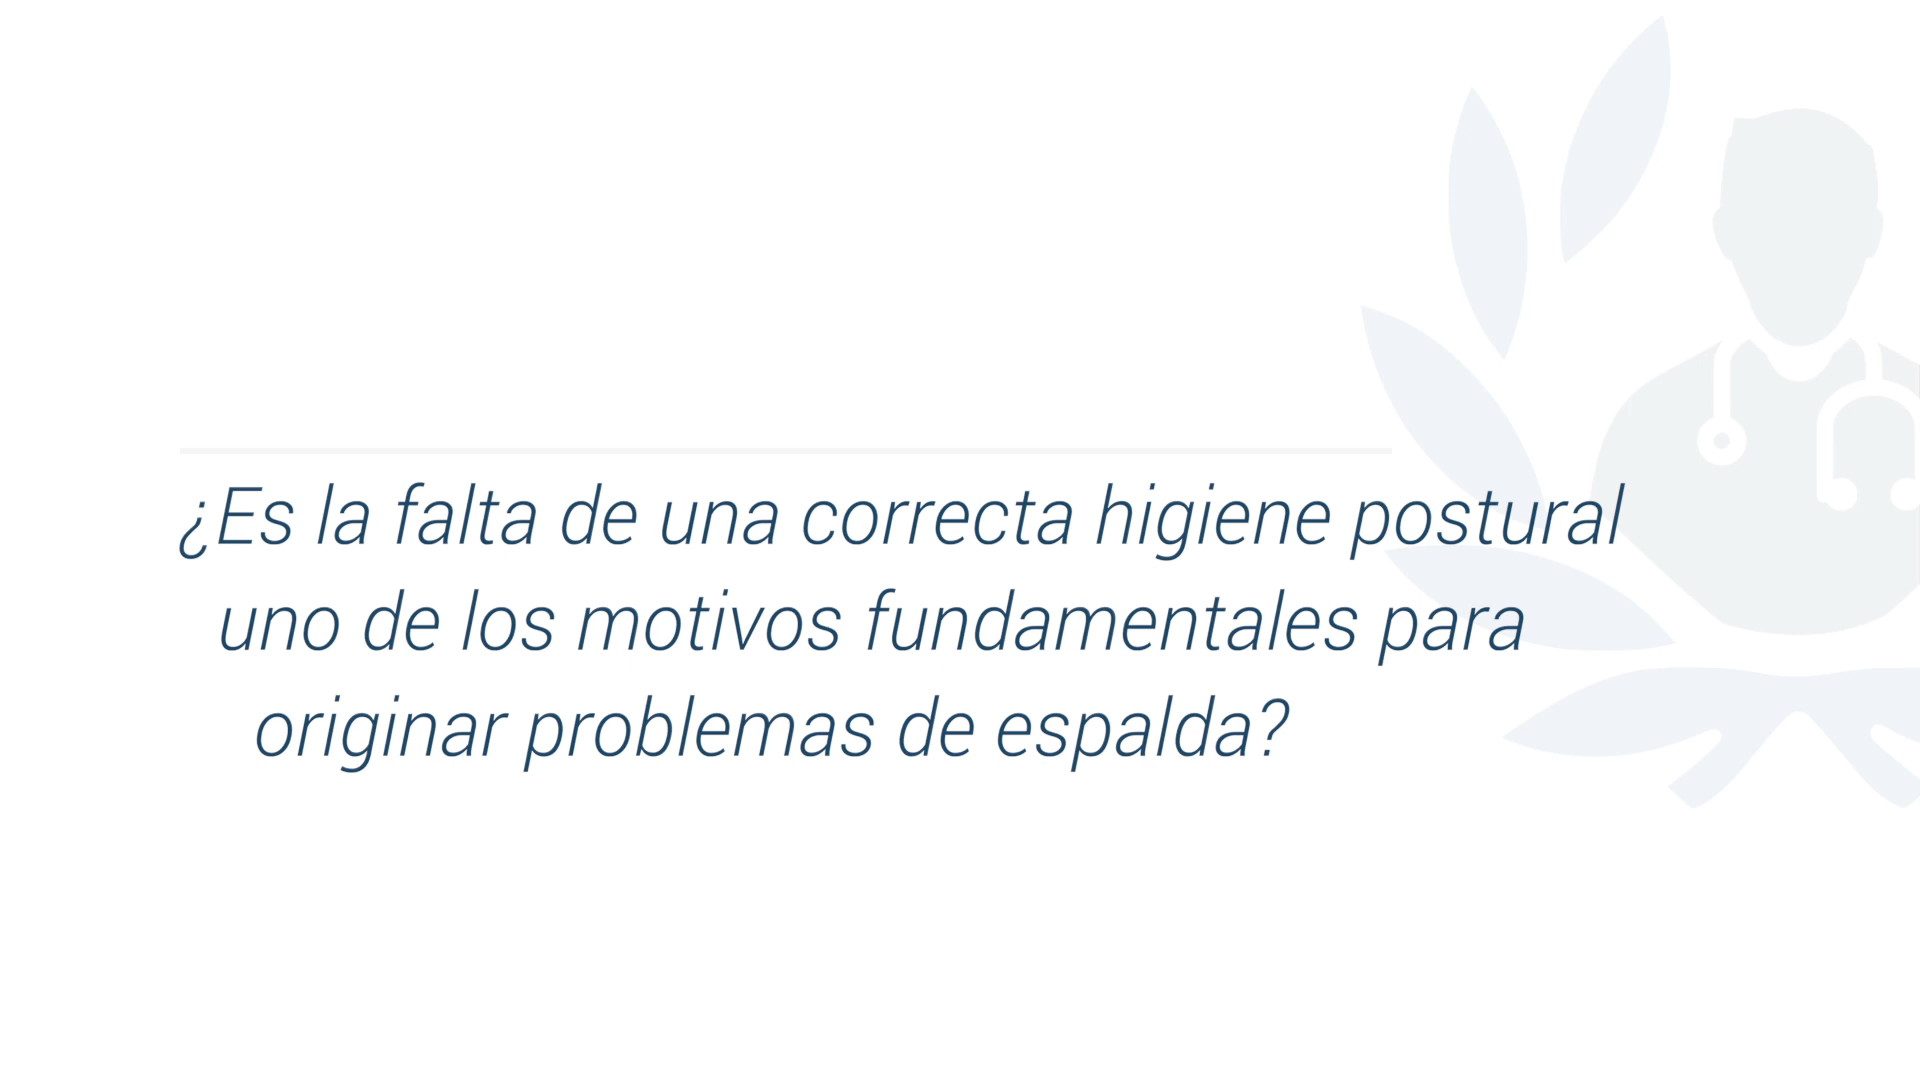 ¿Es la falta de una correcta higiene postural
uno de los motivos fundamentales para
originar problemas de espalda?